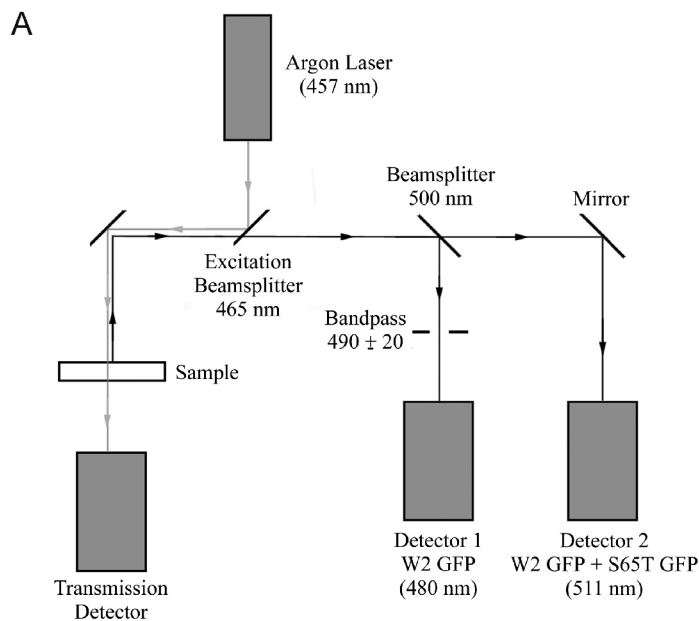 A
Argon Laser
(457 nm)
Beamsplitter
500 nm
Mirror
Excitation
Beamsplitter
465 nm
Bandpass
490 ± 20
Sample
Detector 1
W2 GFP
(480 nm)
Detector 2
W2 GFP + S65T GFP
(511 nm)
Transmission
Detector